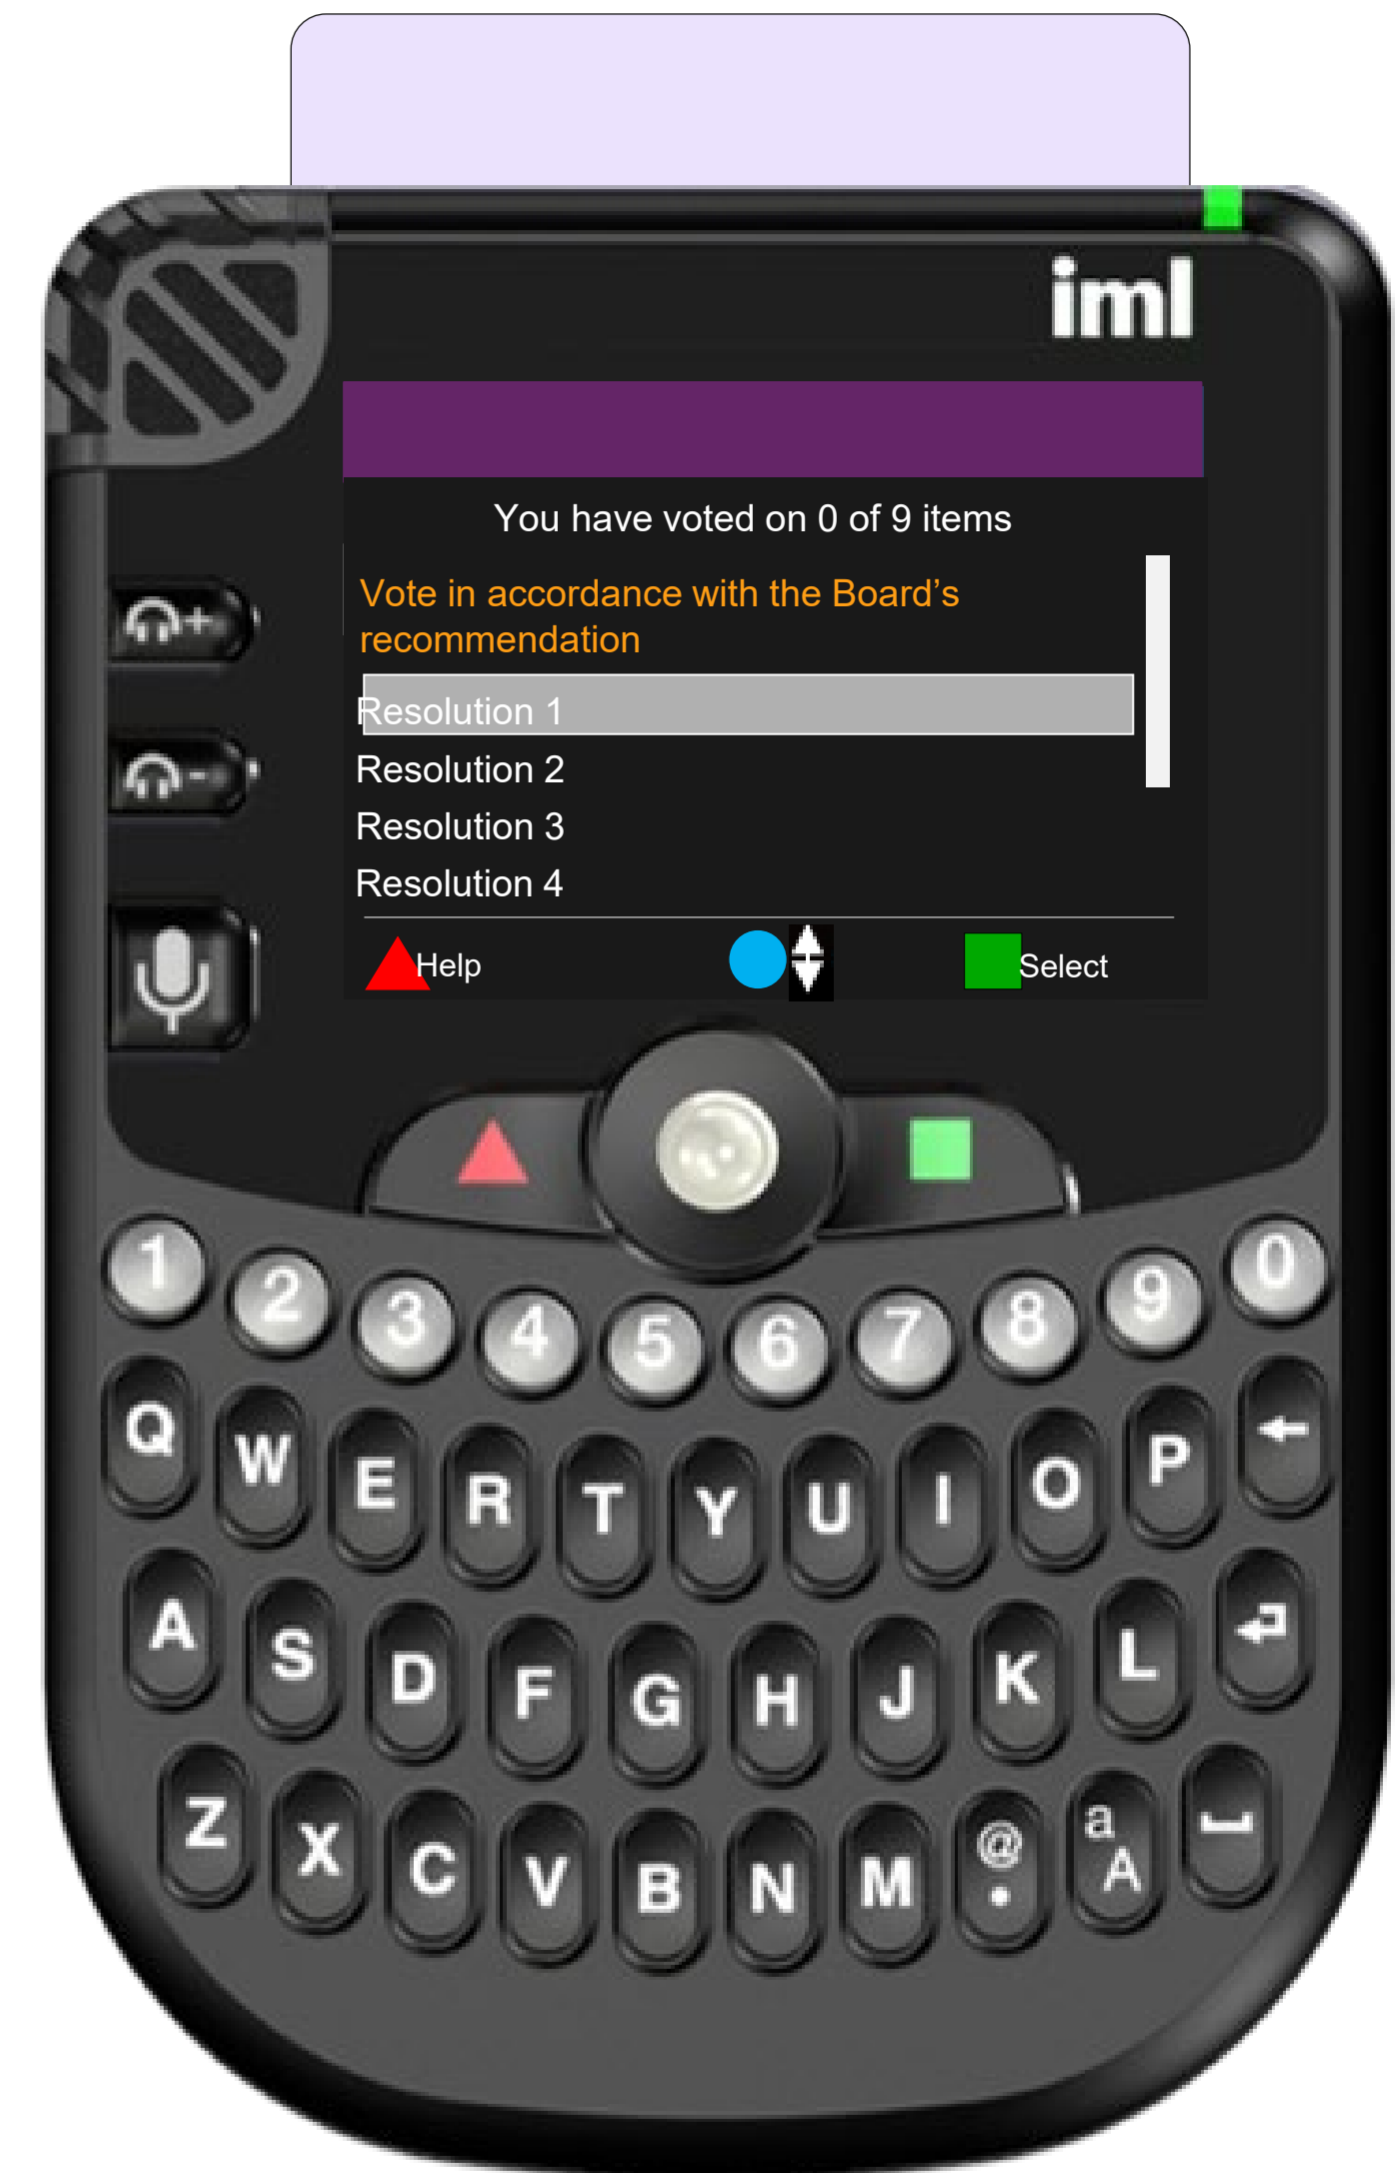 iml
You have voted on 0 of 9 items
Vote in accordance with the Board’s
recommendation
Resolution 1
Resolution 2
Resolution 3
Resolution 4
Help
Select
+
-
1 2 3 4 5 6 7 8 9 0
Q W E R T Y U I O P
A S D F G H J K L
Z X C V B N M @ . a A